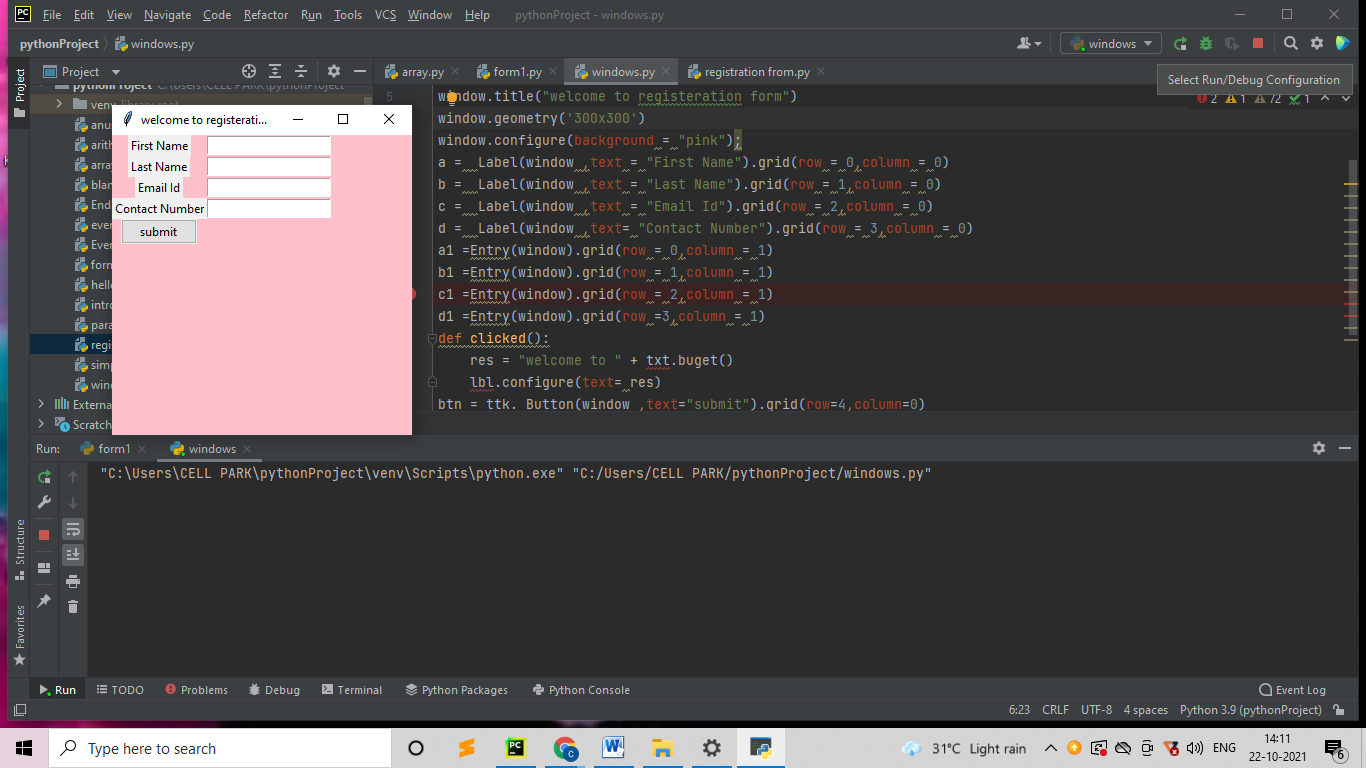 File Edit View Navigate Code Refactor Run Tools VCS Window Help pythonProject - windows.py
pythonProject windows.py windows
Project array.py form1.py windows.py registration from.py
Select Run/Debug Configuration
2 1 72 1
Project
pythonProject C:\Users\CELL PARK\pythonProject
venv library root
anu
arith
array
blan
End
even
Even
form
hello
intro
para
regi
simp
wind
Externa
Scratch
welcome to registerati...
First Name
Last Name
Email Id
Contact Number
submit
5 window.title("welcome to registeration form")
window.geometry('300x300')
window.configure(background = "pink");
a = Label(window ,text = "First Name").grid(row = 0,column = 0)
b = Label(window ,text = "Last Name").grid(row = 1,column = 0)
c = Label(window ,text = "Email Id").grid(row = 2,column = 0)
d = Label(window ,text= "Contact Number").grid(row = 3,column = 0)
a1 =Entry(window).grid(row = 0,column = 1)
b1 =Entry(window).grid(row = 1,column = 1)
c1 =Entry(window).grid(row = 2,column = 1)
d1 =Entry(window).grid(row =3,column = 1)
def clicked():
res = "welcome to " + txt.buget()
lbl.configure(text= res)
btn = ttk. Button(window ,text="submit").grid(row=4,column=0)
Run: form1 windows
"C:\Users\CELL PARK\pythonProject\venv\Scripts\python.exe" "C:/Users/CELL PARK/pythonProject/windows.py"
Structure
Favorites
Run TODO Problems Debug Terminal Python Packages Python Console Event Log
6:23 CRLF UTF-8 4 spaces Python 3.9 (pythonProject)
Type here to search 31°C Light rain ENG 14:11
22-10-2021 6